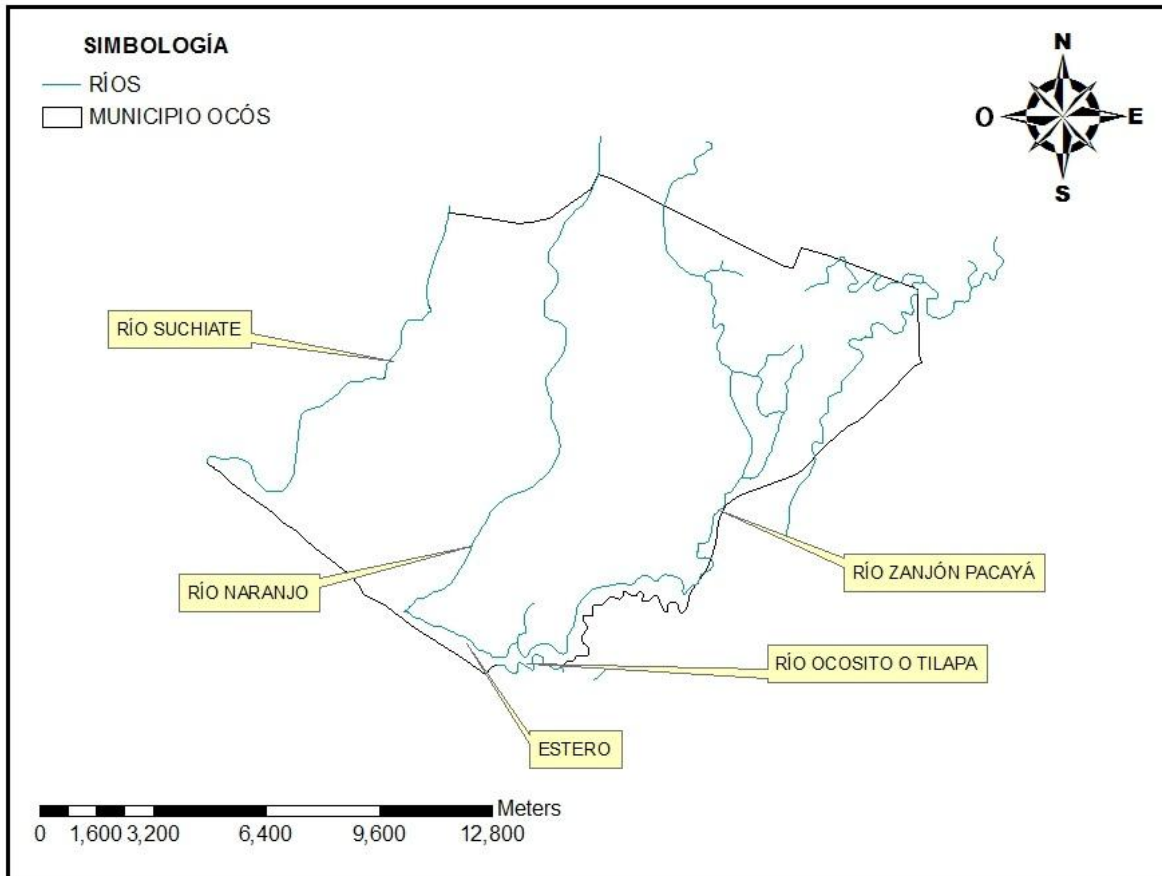 SIMBOLOGÍA
RÍOS
MUNICIPIO OCÓS
N
O
E
S
RÍO SUCHIATE
RÍO NARANJO
RÍO ZANJÓN PACAYÁ
RÍO OCOSITO O TILAPA
ESTERO
Meters
0 1,600 3,200 6,400 9,600 12,800